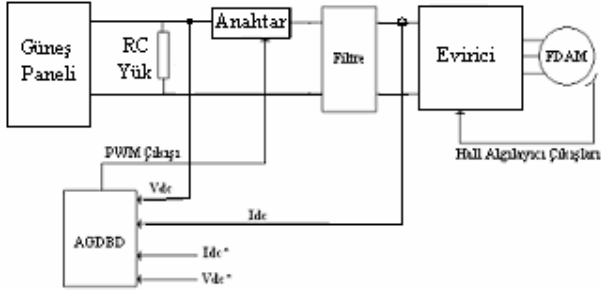 Güneş
Paneli
RC
Yük
Anahtar
Filtre
Evirici
FDAM
PWM Çıkışı
Hall Algılayıcı Çıkışları
Vdc
Idc
AGDBD
Idc*
Vdc*